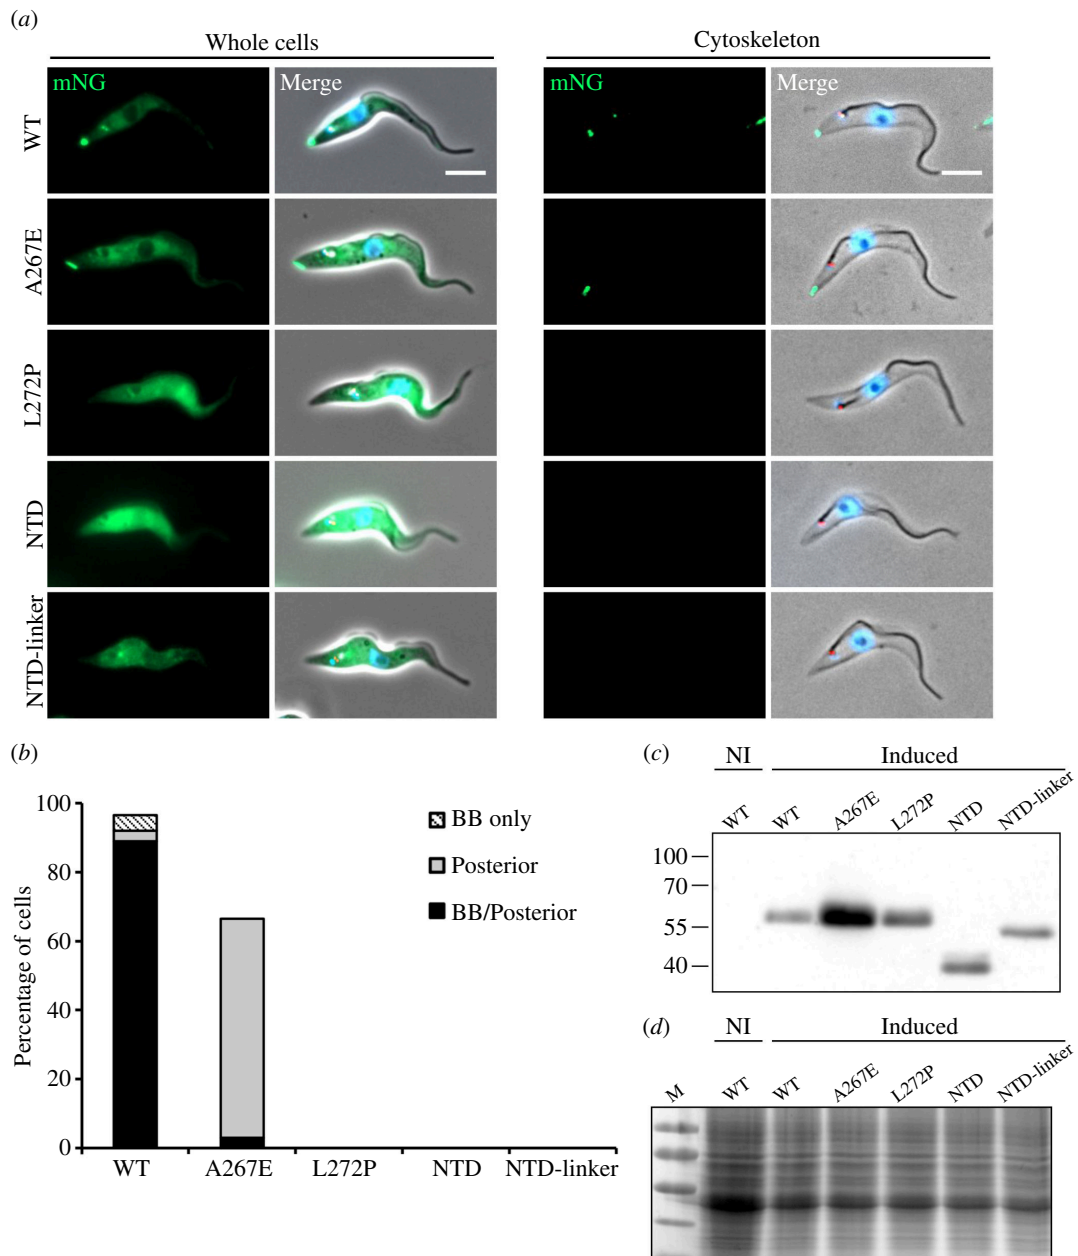 (a)
Whole cells
Cytoskeleton
mNG
Merge
mNG
Merge
WT
A267E
L272P
NTD
NTD-linker
(b)
100
80
60
40
20
0
Percentage of cells
BB only
Posterior
BB/Posterior
WT
A267E
L272P
NTD
NTD-linker
(c)
NI
Induced
WT
WT
A267E
L272P
NTD
NTD-linker
100
70
55
40
(d)
NI
Induced
M
WT
WT
A267E
L272P
NTD
NTD-linker